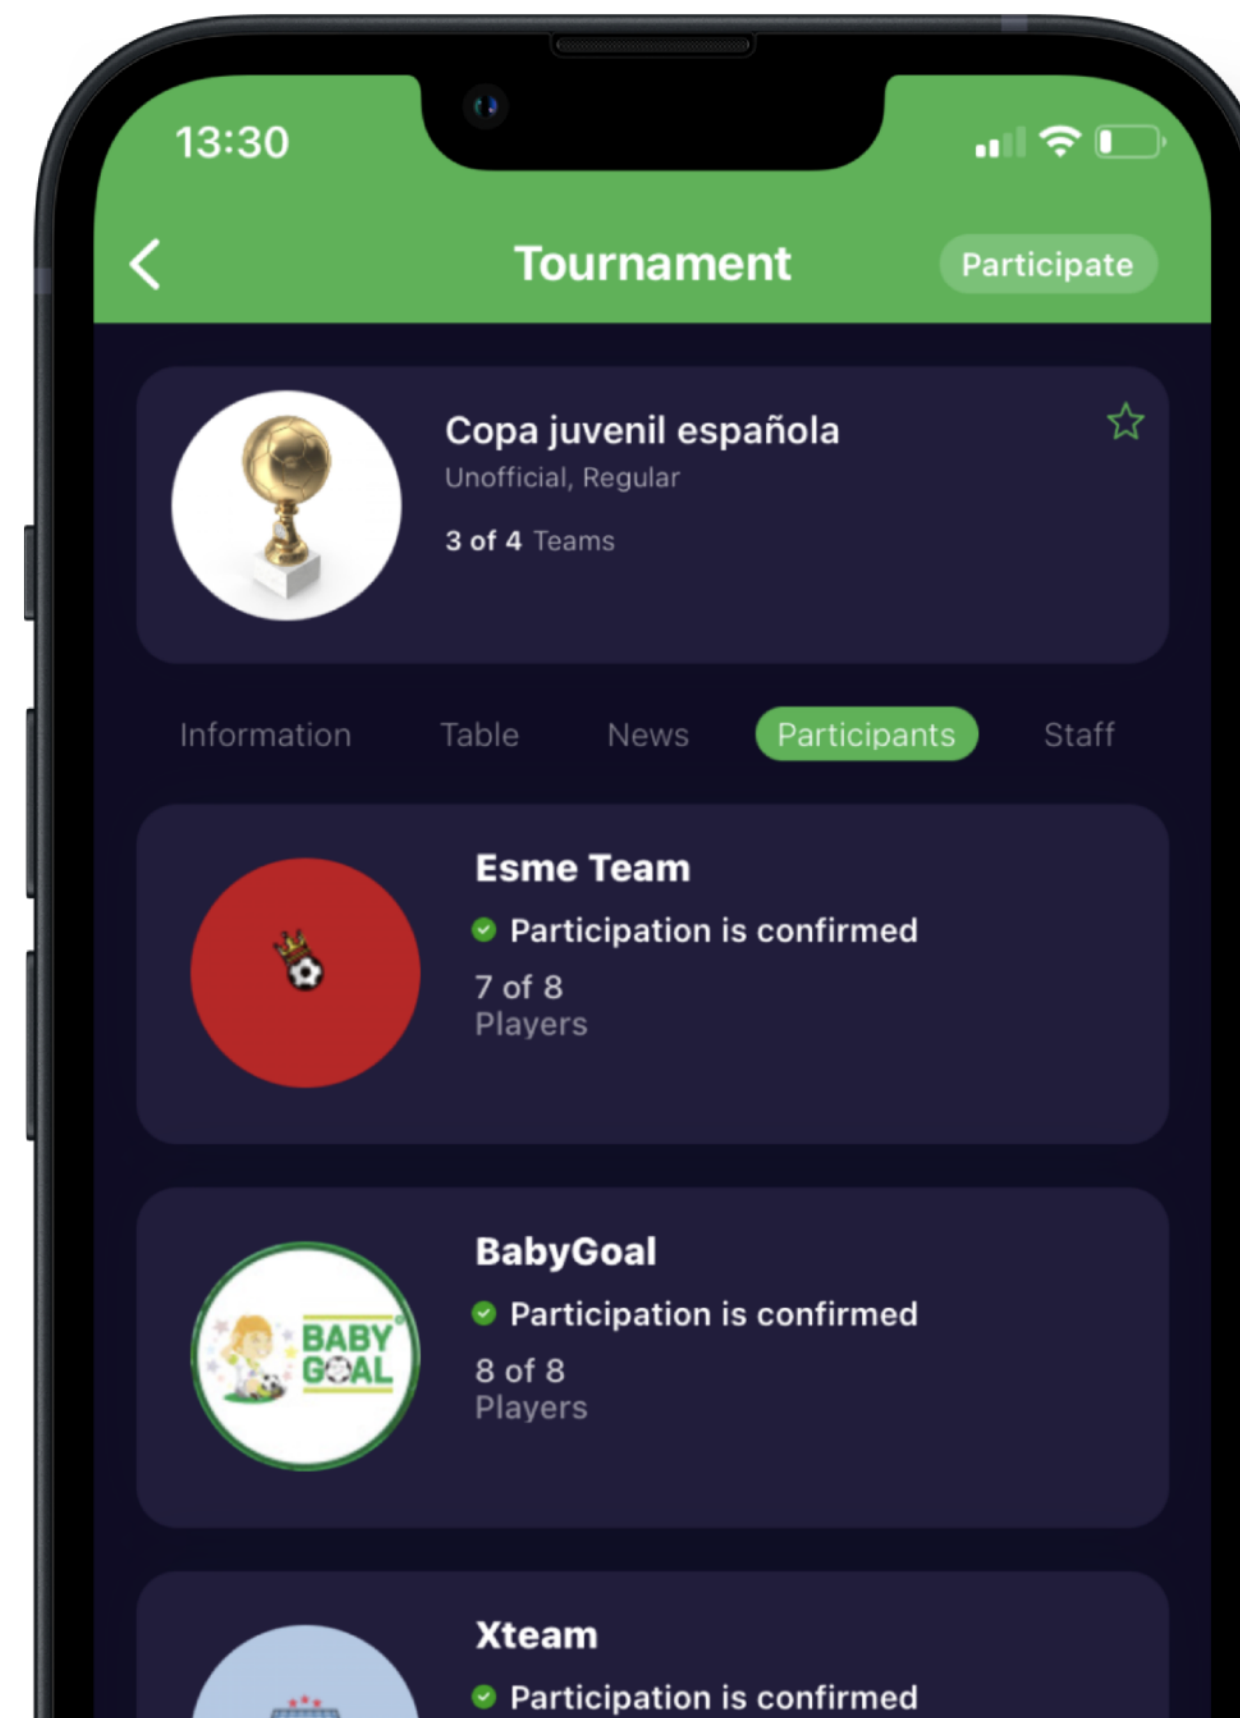 13:30
Tournament
Participate
Copa juvenil española
Unofficial, Regular
3 of 4 Teams
Information Table News Participants Staff
Esme Team
Participation is confirmed
7 of 8
Players
BabyGoal
Participation is confirmed
BABY
GOAL
8 of 8
Players
Xteam
Participation is confirmed